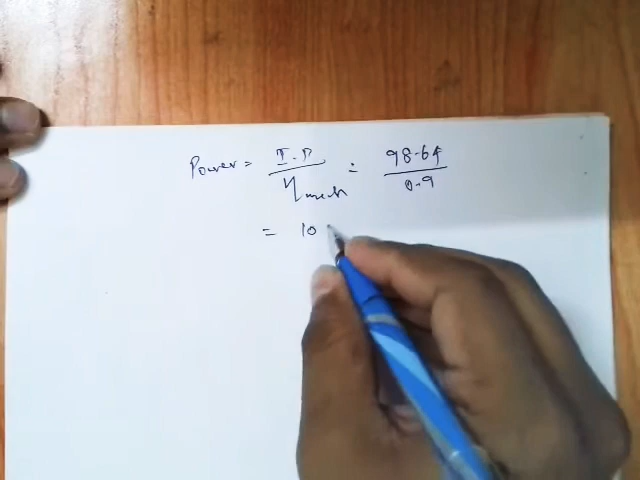 Power = I.P / η mech = 98.64 / 0.9
= 10